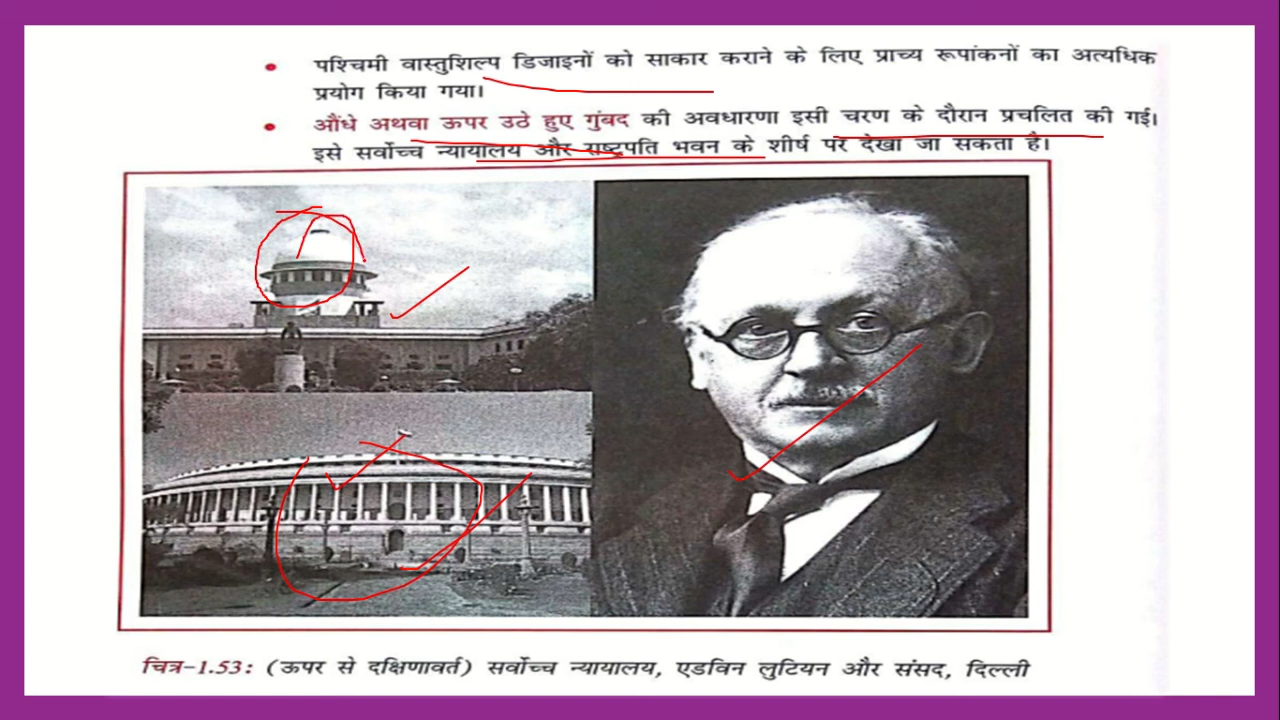 पश्चिमी वास्तुशिल्प डिजाइनों को साकार कराने के लिए प्राच्य रूपांकनों का अत्यधिक
प्रयोग किया गया।
औंधे अथवा ऊपर उठे हुए गुंबद की अवधारणा इसी चरण के दौरान प्रचलित की गई।
इसे सर्वोच्च न्यायालय और राष्ट्रपति भवन के शीर्ष पर देखा जा सकता है।
चित्र-1.53: (ऊपर से दक्षिणावर्त) सर्वोच्च न्यायालय, एडविन लुटियन और संसद, दिल्ली